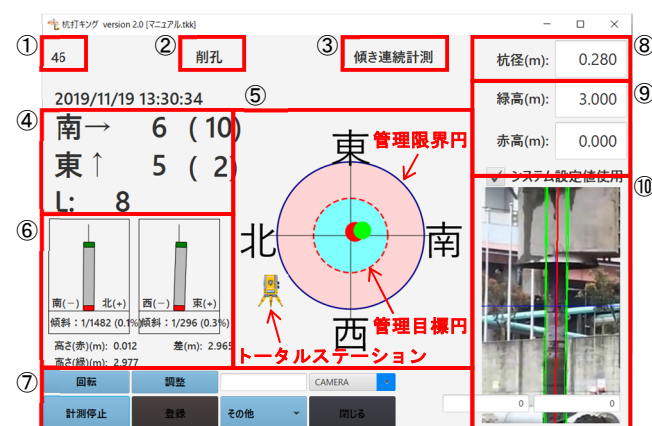 杭打キング version 2.0 [マニュアル.tkk]
① 46 ② 削孔 ③ 傾き連続計測 杭径(m): 0.280 ⑧
2019/11/19 13:30:34 ⑤ 緑高(m): 3.000 ⑨
④ 南→ 6 ( 10) 管理限界円 赤高(m): 0.000
東↑ 5 ( 2) 東
✓ システム設定値使用
L: 8 ⑩
⑥ 北 南
南(−) 北(+) 西(−) 東(+)
傾斜：1/1482 (0.1%) 傾斜：1/296 (0.3%)
西 管理目標円
高さ(赤)(m): 0.012 差(m): 2.965
トータルステーション
高さ(緑)(m): 2.977
⑦ 回転 調整 CAMERA
計測停止 登録 その他 閉じる 0 0